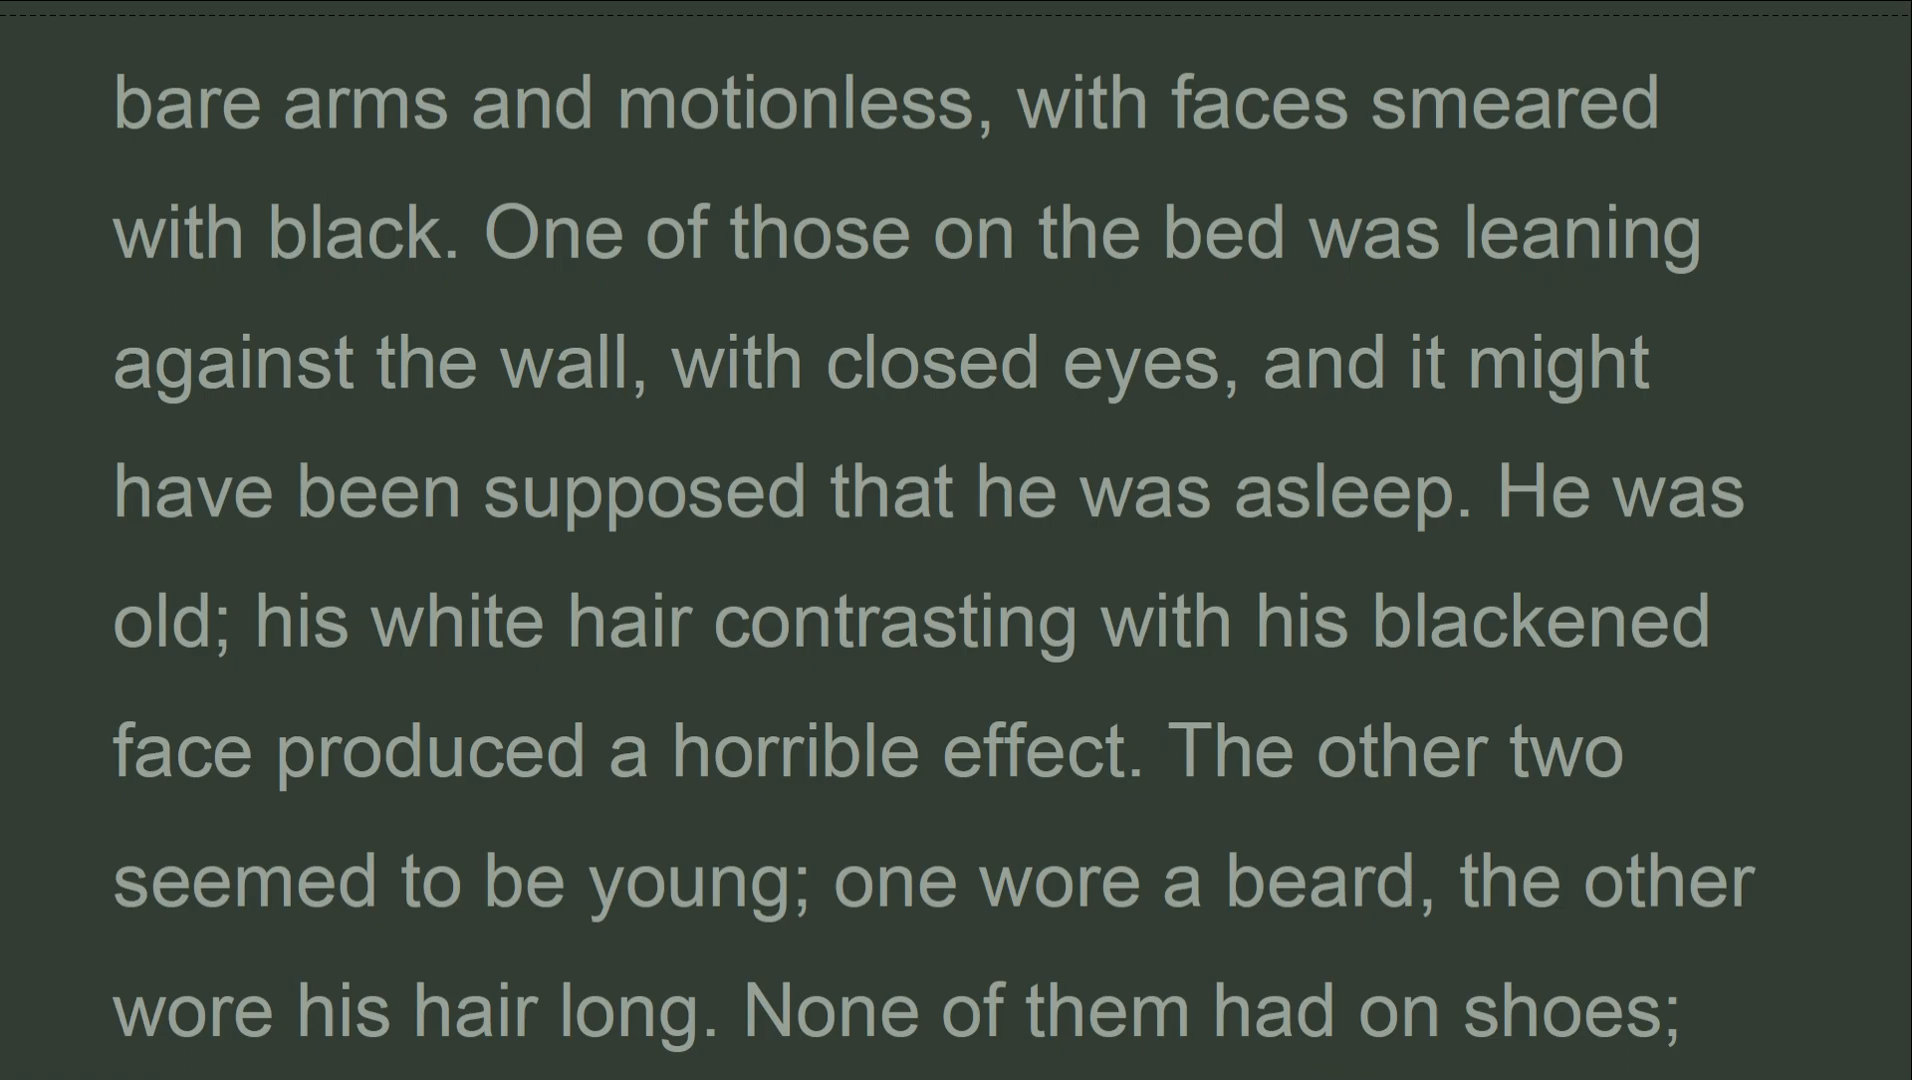 bare arms and motionless, with faces smeared
with black. One of those on the bed was leaning
against the wall, with closed eyes, and it might
have been supposed that he was asleep. He was
old; his white hair contrasting with his blackened
face produced a horrible effect. The other two
seemed to be young; one wore a beard, the other
wore his hair long. None of them had on shoes;